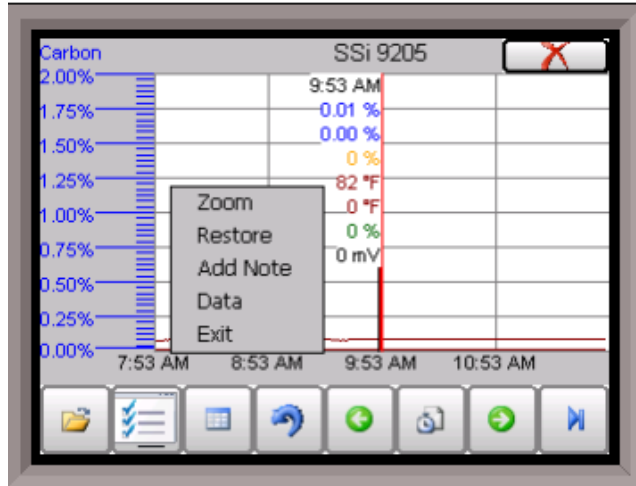 Carbon SSi 9205
2.00%
9:53 AM
1.75%
0.01 %
0.00 %
1.50%
0 %
1.25%
82 °F
Zoom
0 °F
1.00%
Restore
0 %
0.75%
0 mV
Add Note
0.50%
Data
0.25%
Exit
0.00%
7:53 AM 8:53 AM 9:53 AM 10:53 AM